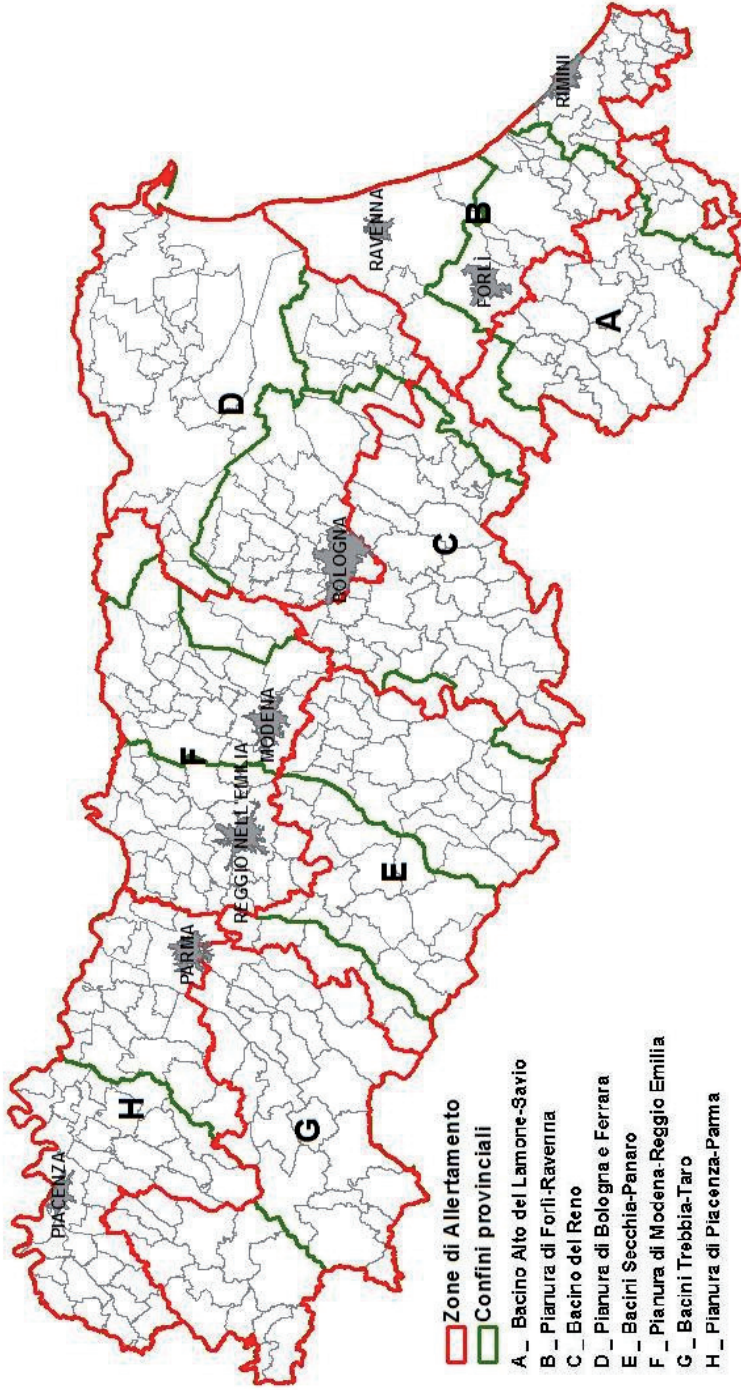 PIACENZA
H
PARMA
G
REGGIO NELL'EMILIA
F
MODENA
E
D
BOLOGNA
C
RAVENNA
B
FORLÌ
A
RIMINI
Zone di Allertamento
Confini provinciali
A_ Bacino Alto del Lamone-Savio
B_ Pianura di Forlì-Ravenna
C_ Bacino del Reno
D_ Pianura di Bologna e Ferrara
E_ Bacini Secchia-Panaro
F_ Pianura di Modena-Reggio Emilia
G_ Bacini Trebbia-Taro
H_ Pianura di Piacenza-Parma